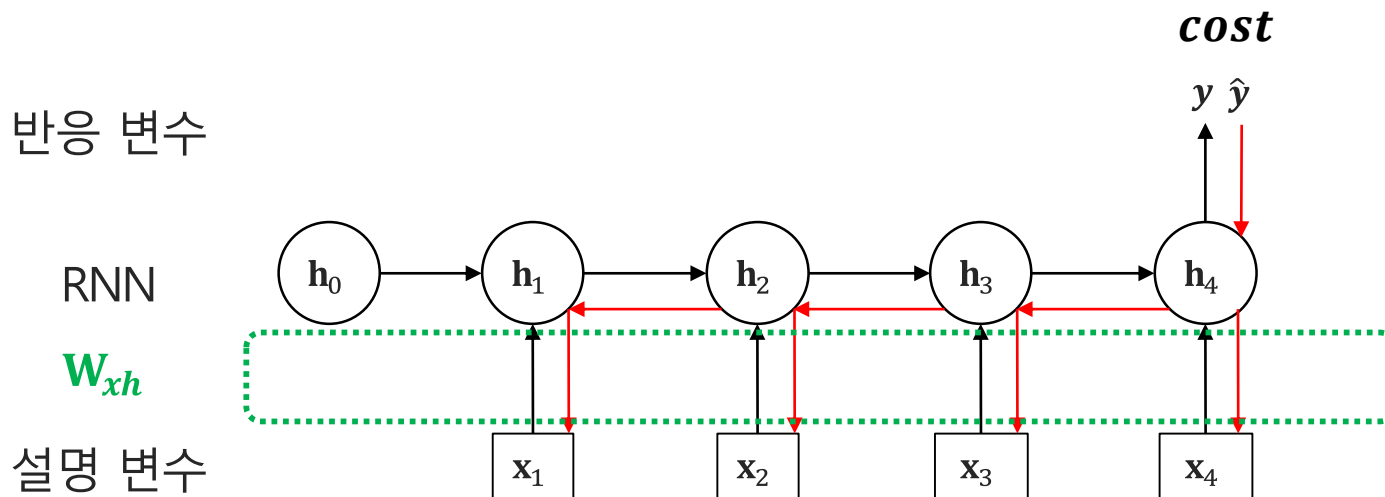 cost
반응 변수 y ŷ
RNN h₀ h₁ h₂ h₃ h₄
W_xh
설명 변수 x₁ x₂ x₃ x₄